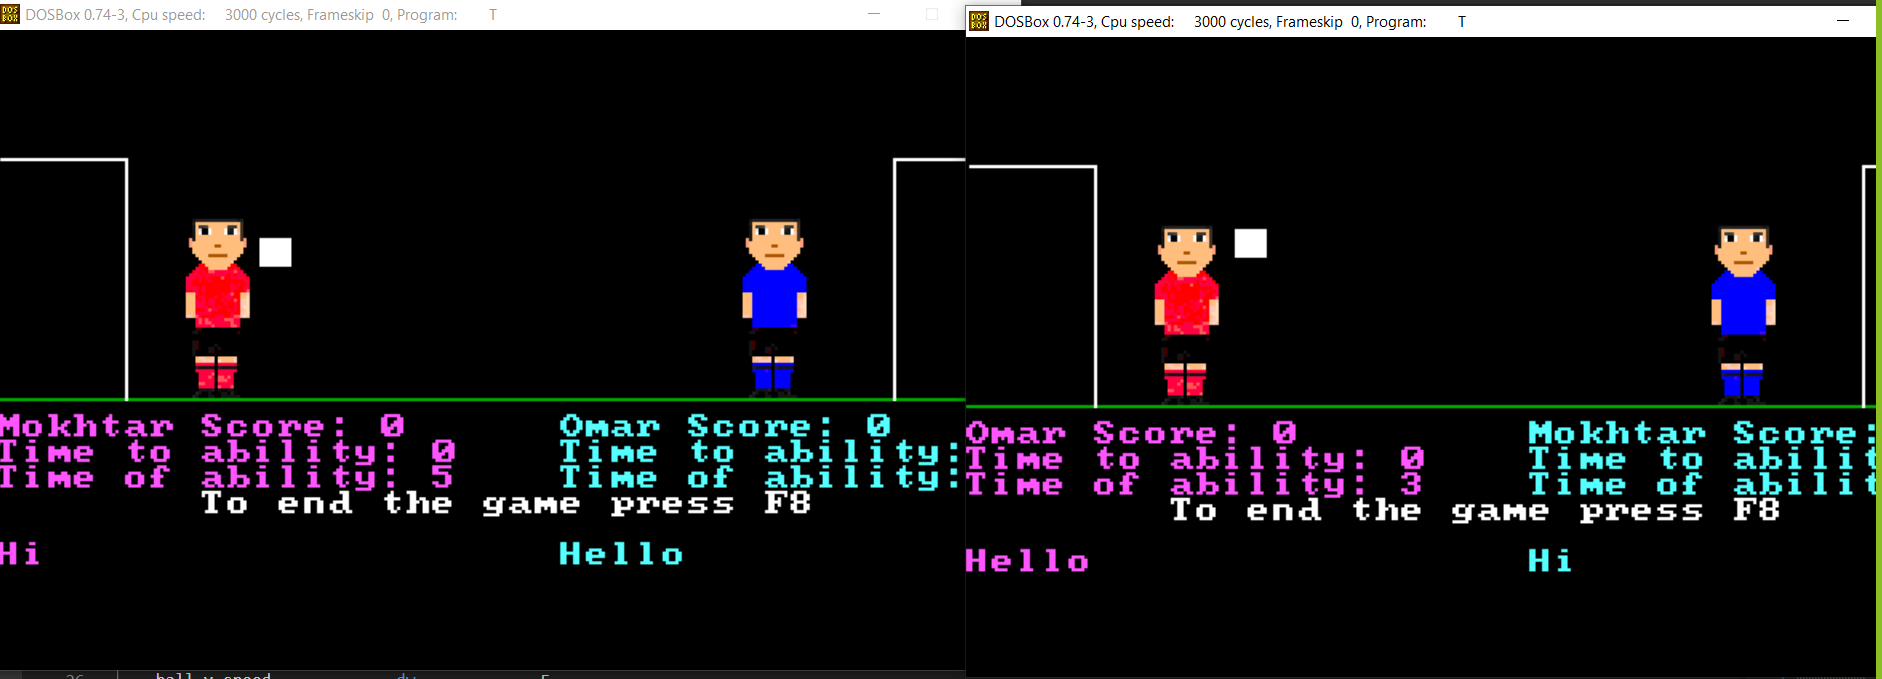 DOSBox 0.74-3, Cpu speed: 3000 cycles, Frameskip 0, Program: T
Mokhtar Score: 0
Omar Score: 0
Time to ability: 0
Time to ability:
Time of ability: 5
Time of ability:
To end the game press F8
Hi
Hello
DOSBox 0.74-3, Cpu speed: 3000 cycles, Frameskip 0, Program: T
Omar Score: 0
Mokhtar Score:
Time to ability: 0
Time to abilit
Time of ability: 3
Time of abilit
To end the game press F8
Hello
Hi